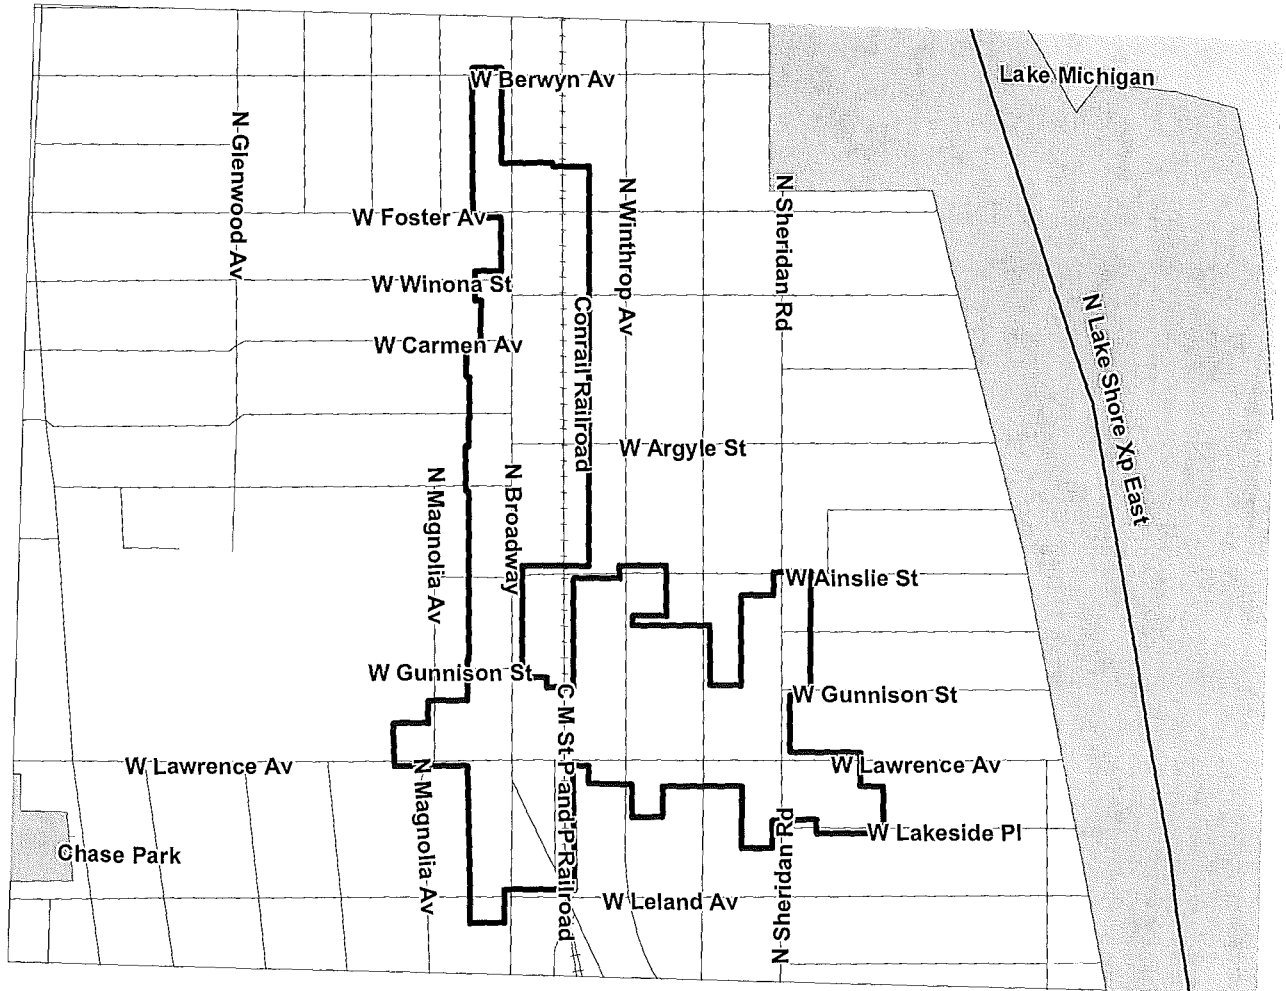 W Berwyn Av
Lake Michigan
N Glenwood Av
W Foster Av
N Winthrop Av
N Sheridan Rd
W Winona St
N Lake Shore Xp East
Conrail Railroad
W Carmen Av
W Argyle St
N Magnolia Av
N Broadway
W Ainslie St
W Gunnison St
W Gunnison St
C M St P and P Railroad
W Lawrence Av
N Magnolia Av
W Lawrence Av
N Sheridan Rd
W Lakeside Pl
Chase Park
W Leland Av